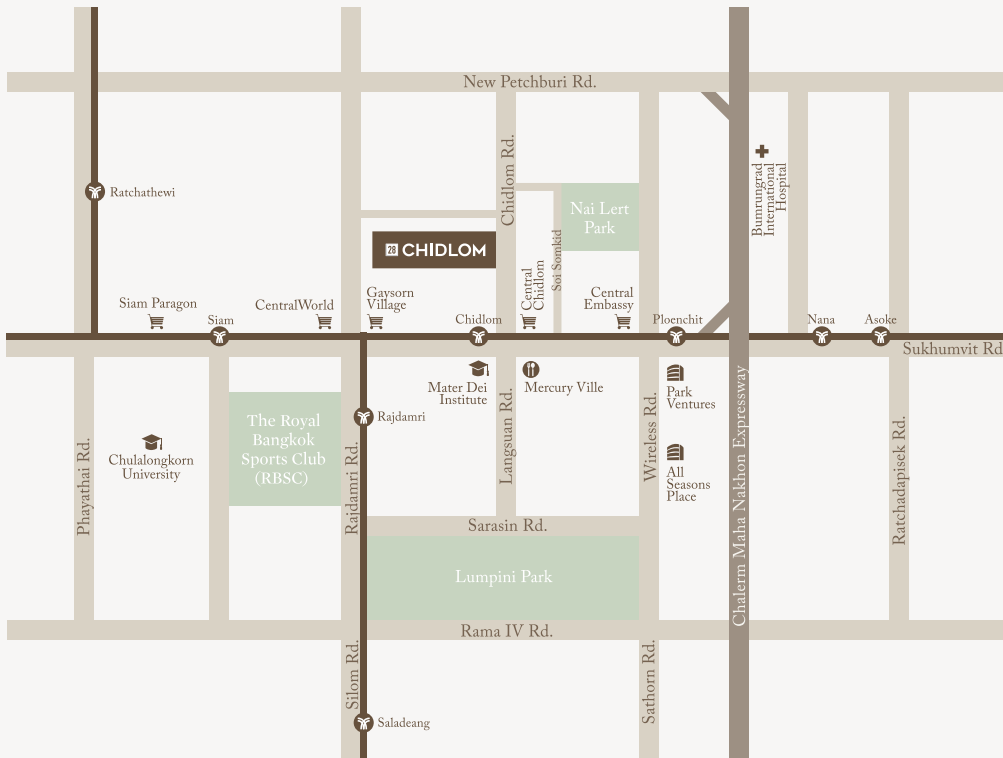 New Petchburi Rd.
Ratchathewi
Chidlom Rd.
Nai Lert
Park
Soi Somkid
Bumrungrad
International
Hospital
28 CHIDLOM
Siam Paragon
Siam
CentralWorld
Gaysorn
Village
Chidlom
Central
Chidlom
Central
Embassy
Ploenchit
Nana
Asoke
Sukhumvit Rd
Mater Dei
Institute
Mercury Ville
Park
Ventures
The Royal
Bangkok
Sports Club
(RBSC)
Rajdamri
Chulalongkorn
University
Phayathai Rd.
Rajdamri Rd.
Langsuan Rd.
Wireless Rd.
All
Seasons
Place
Chalerm Maha Nakhon Expressway
Ratchadapisek Rd.
Sarasin Rd.
Lumpini Park
Rama IV Rd.
Silom Rd.
Sathorn Rd.
Saladeang